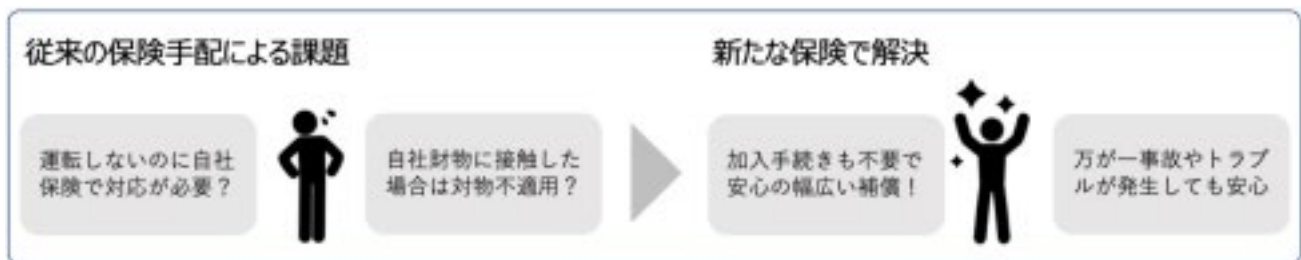 従来の保険手配による課題
運転しないのに自社
保険で対応が必要？
自社財物に接触した
場合は対物不適用？
新たな保険で解決
加入手続きも不要で
安心の幅広い補償！
万が一事故やトラブ
ルが発生しても安心